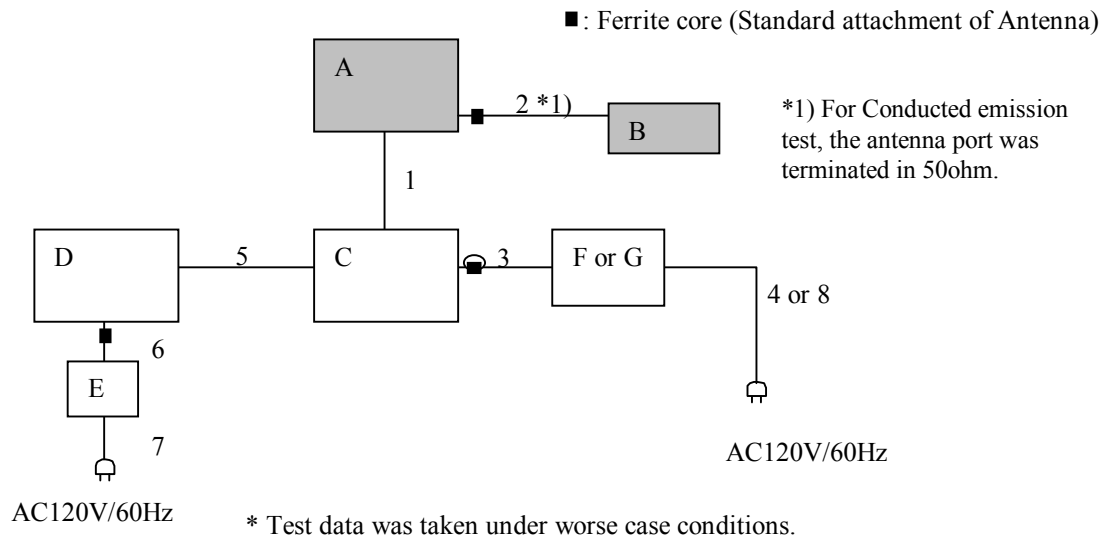 ■ : Ferrite core (Standard attachment of Antenna)
A
2 *1)
B
*1) For Conducted emission
test, the antenna port was
terminated in 50ohm.
1
D
5
C
3
F or G
4 or 8
6
E
7
AC120V/60Hz
AC120V/60Hz
* Test data was taken under worse case conditions.